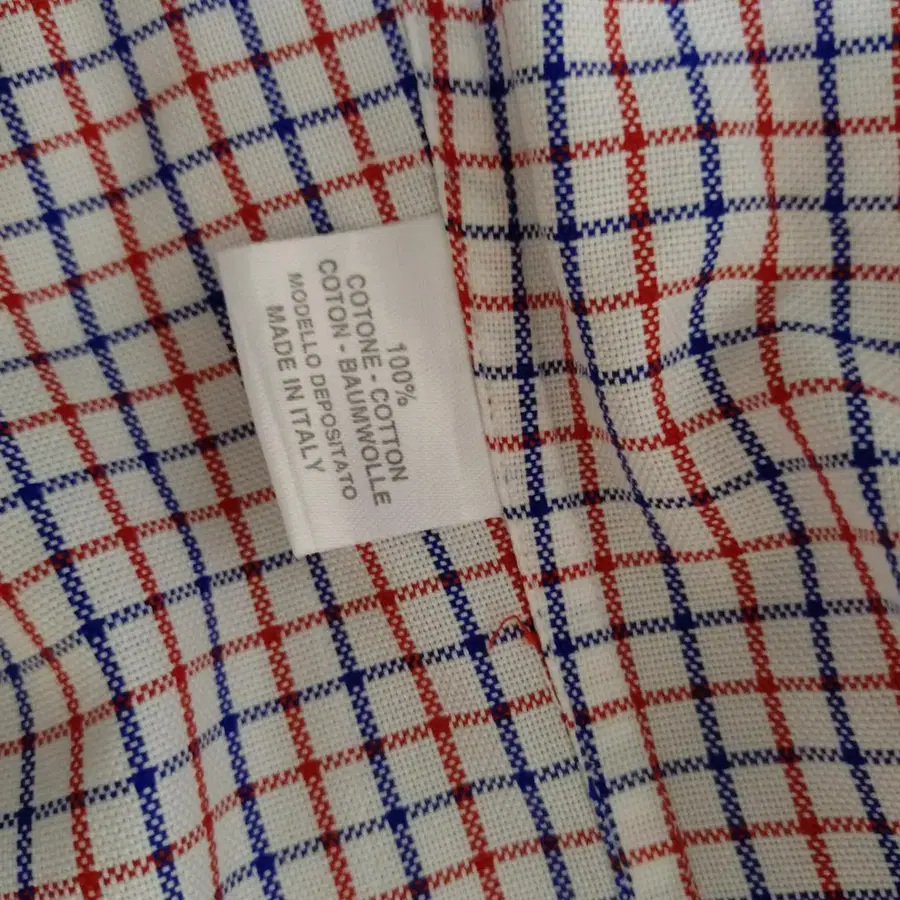 100%
COTONE - COTTON
COTON - BAUMWOLLE
MODELLO DEPOSITATO
MADE IN ITALY